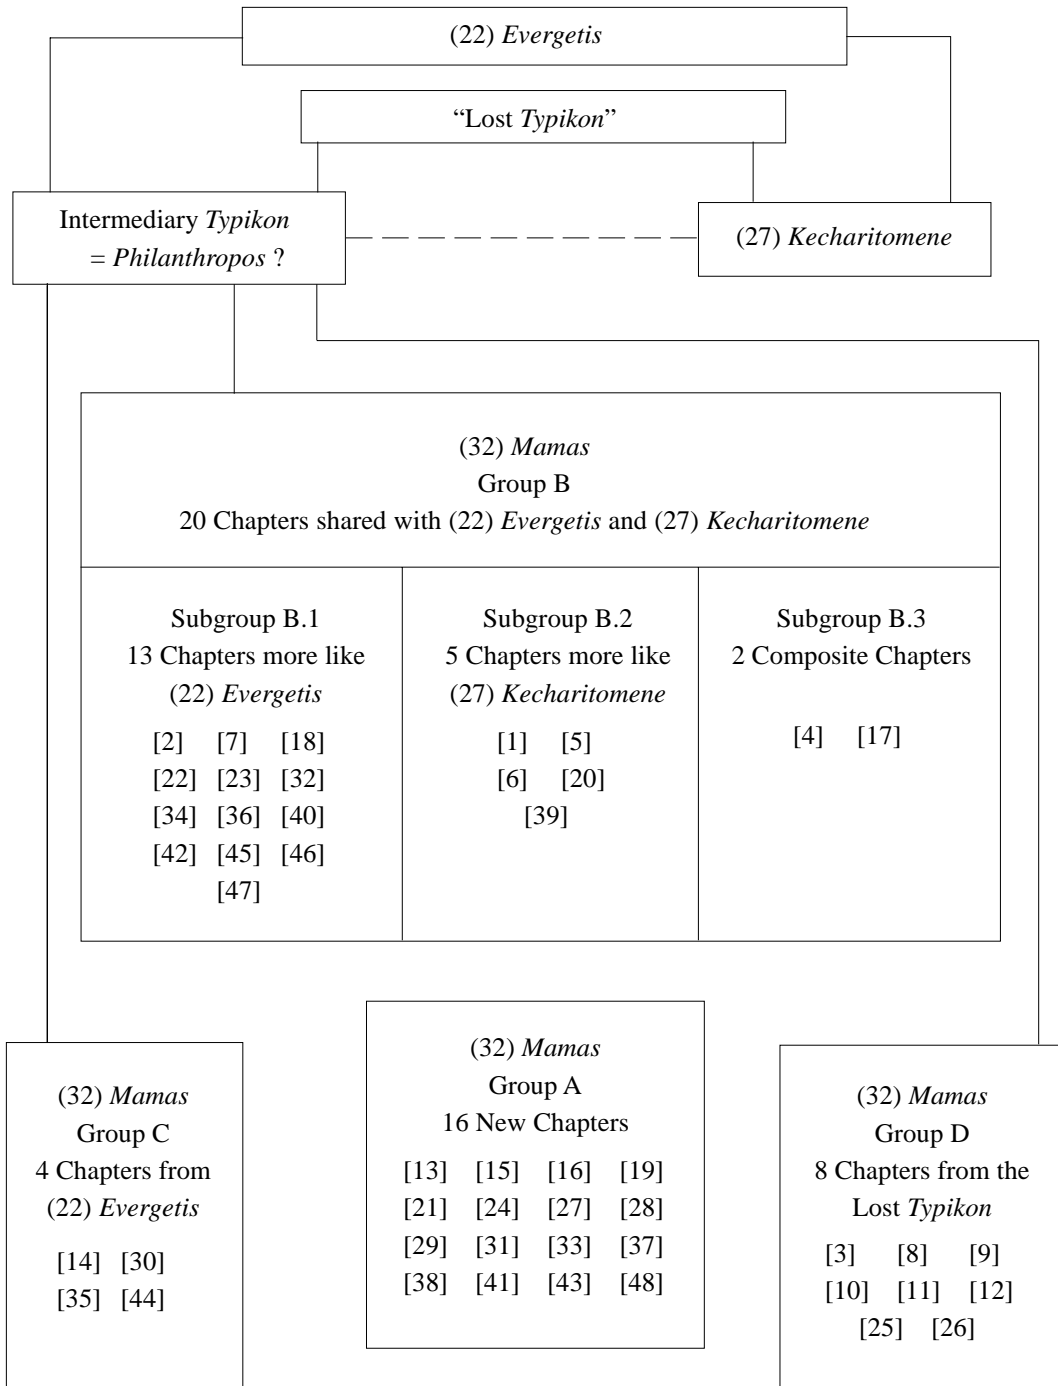 (22) Evergetis
“Lost Typikon”
Intermediary Typikon
= Philanthropos ?
(27) Kecharitomene
(32) Mamas
Group B
20 Chapters shared with (22) Evergetis and (27) Kecharitomene
Subgroup B.1
13 Chapters more like
(22) Evergetis
[2] [7] [18]
[22] [23] [32]
[34] [36] [40]
[42] [45] [46]
[47]
Subgroup B.2
5 Chapters more like
(27) Kecharitomene
[1] [5]
[6] [20]
[39]
Subgroup B.3
2 Composite Chapters
[4] [17]
(32) Mamas
Group C
4 Chapters from
(22) Evergetis
[14] [30]
[35] [44]
(32) Mamas
Group A
16 New Chapters
[13] [15] [16] [19]
[21] [24] [27] [28]
[29] [31] [33] [37]
[38] [41] [43] [48]
(32) Mamas
Group D
8 Chapters from the
Lost Typikon
[3] [8] [9]
[10] [11] [12]
[25] [26]